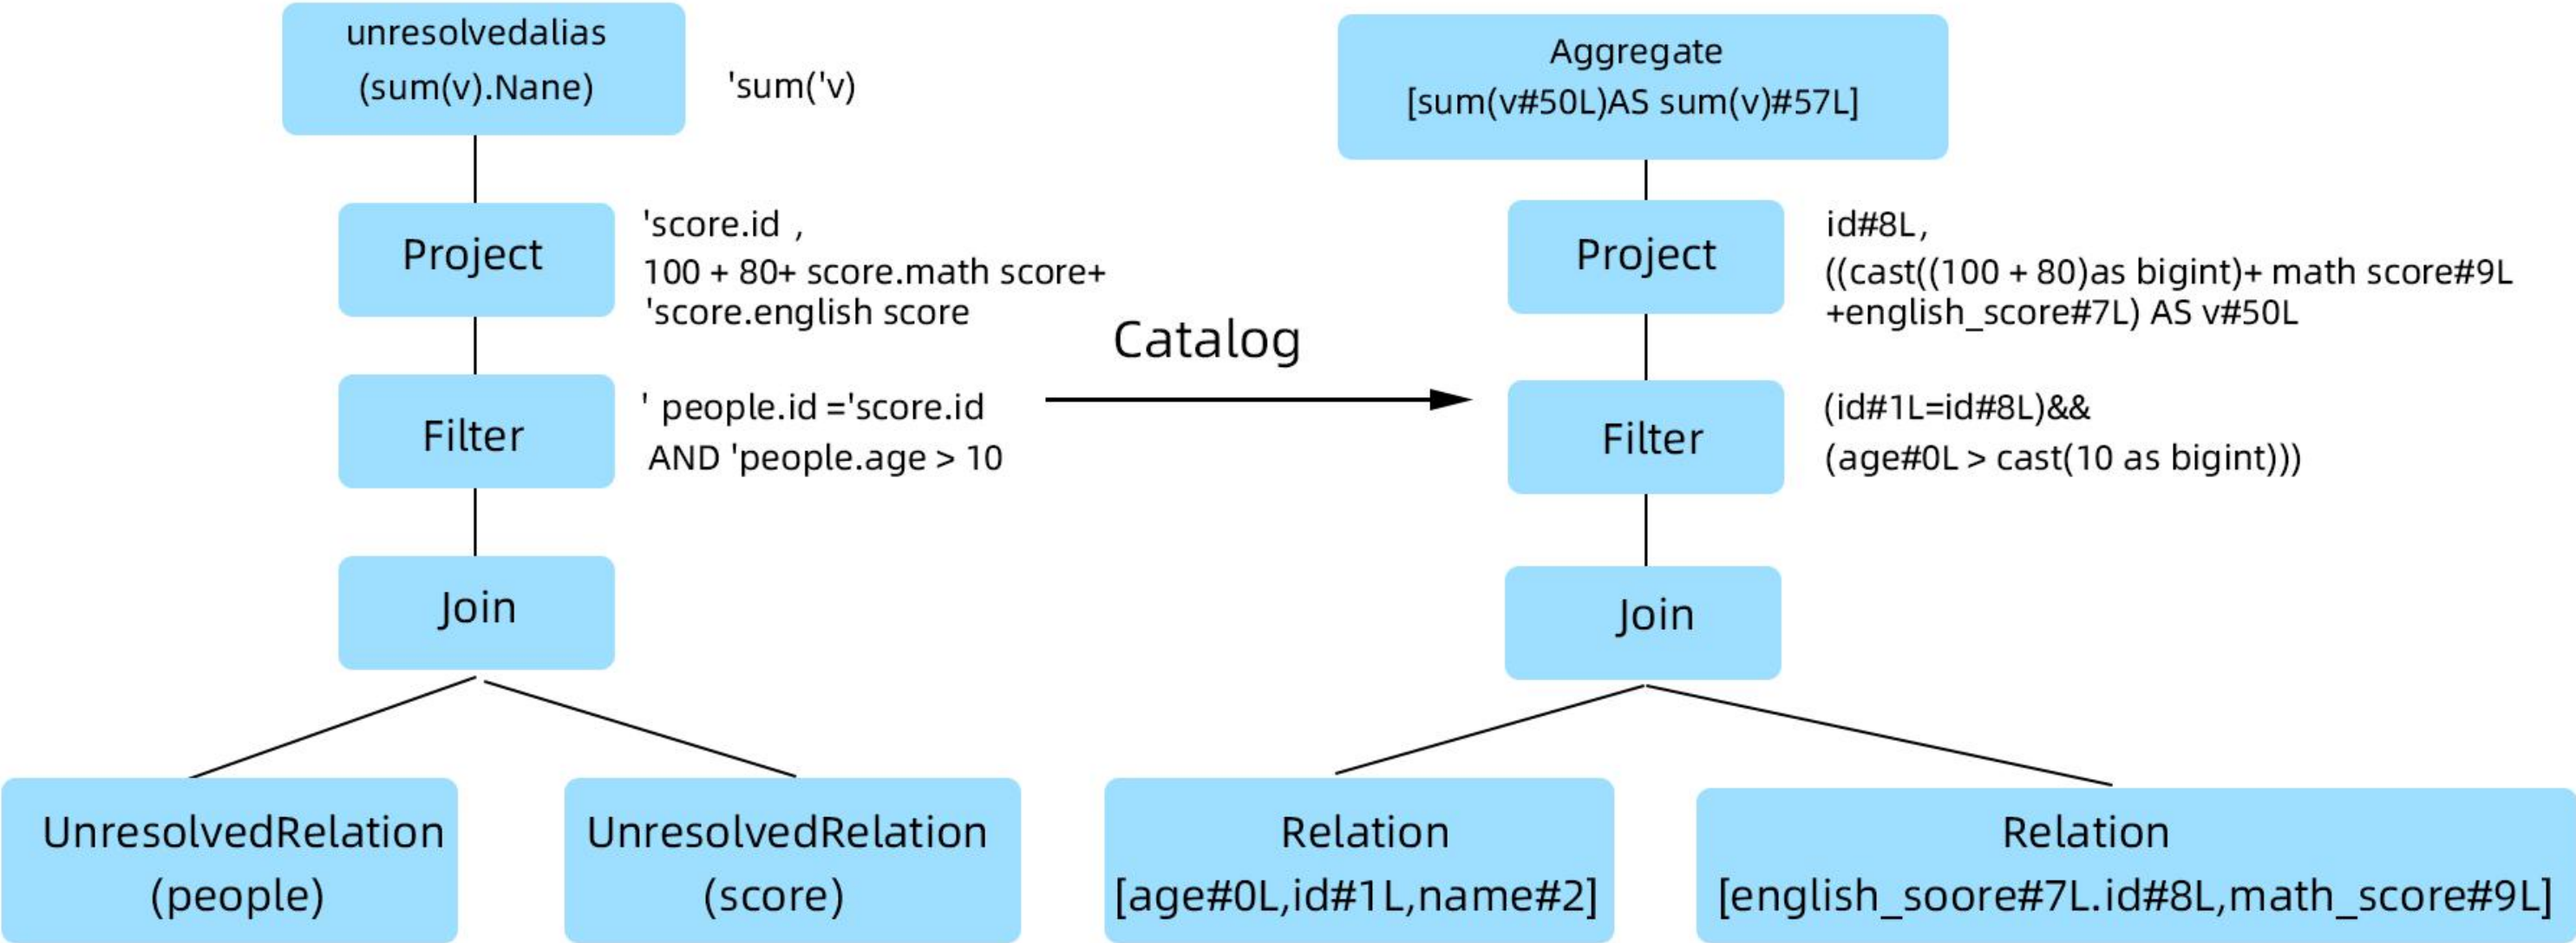 unresolvedalias
(sum(v).Nane)
'sum('v)
Project
'score.id ,
100 + 80+ score.math score+
'score.english score
Filter
' people.id ='score.id
AND 'people.age > 10
Join
UnresolvedRelation
(people)
UnresolvedRelation
(score)
Catalog
Aggregate
[sum(v#50L)AS sum(v)#57L]
Project
id#8L,
((cast((100 + 80)as bigint)+ math score#9L
+english_score#7L) AS v#50L
Filter
(id#1L=id#8L)&&
(age#0L > cast(10 as bigint)))
Join
Relation
[age#0L,id#1L,name#2]
Relation
[english_soore#7L.id#8L,math_score#9L]